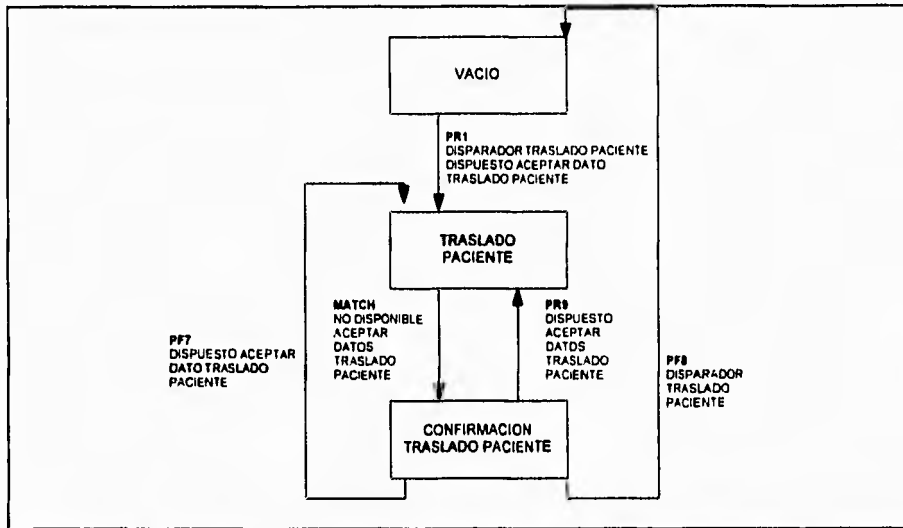 VACIO
PR1
DISPARADOR TRASLADO PACIENTE
DISPUESTO ACEPTAR DATO
TRASLADO PACIENTE
TRASLADO
PACIENTE
MATCH
NO DISPONIBLE
ACEPTAR
DATOS
TRASLADO
PACIENTE
PR9
DISPUESTO
ACEPTAR
DATOS
TRASLADO
PACIENTE
PF7
DISPUESTO ACEPTAR
DATO TRASLADO
PACIENTE
PF8
DISPARADOR
TRASLADO
PACIENTE
CONFIRMACION
TRASLADO PACIENTE